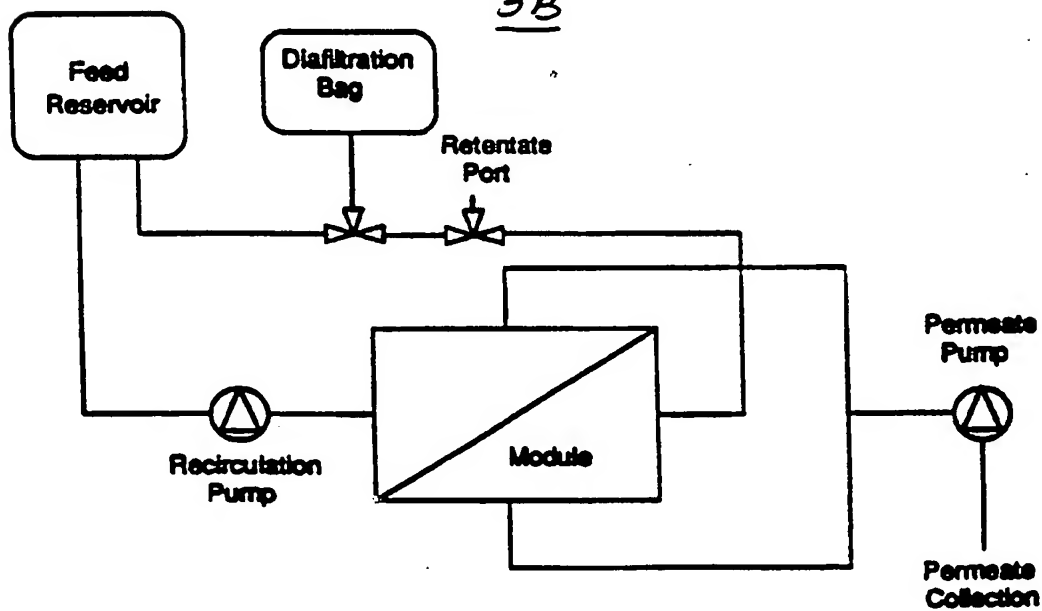 3B
Feed
Reservoir
Diafiltration
Bag
Retentate
Port
Permeate
Pump
Module
Recirculation
Pump
Permeate
Collection